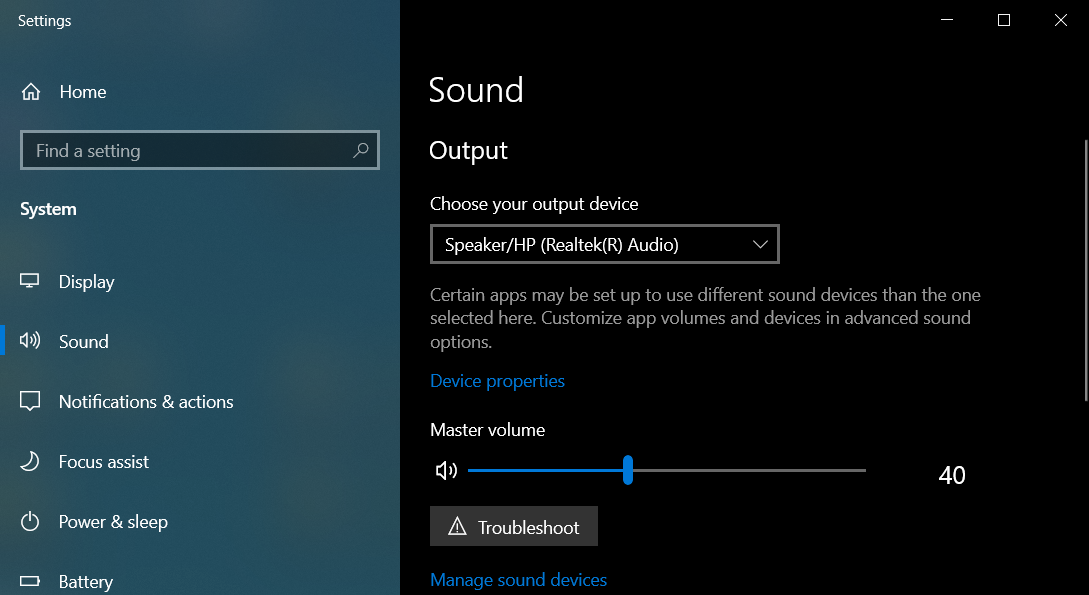 Settings
Home
Find a setting
System
Display
Sound
Notifications & actions
Focus assist
Power & sleep
Battery
Sound
Output
Choose your output device
Speaker/HP (Realtek(R) Audio)
Certain apps may be set up to use different sound devices than the one
selected here. Customize app volumes and devices in advanced sound
options.
Device properties
Master volume
40
Troubleshoot
Manage sound devices